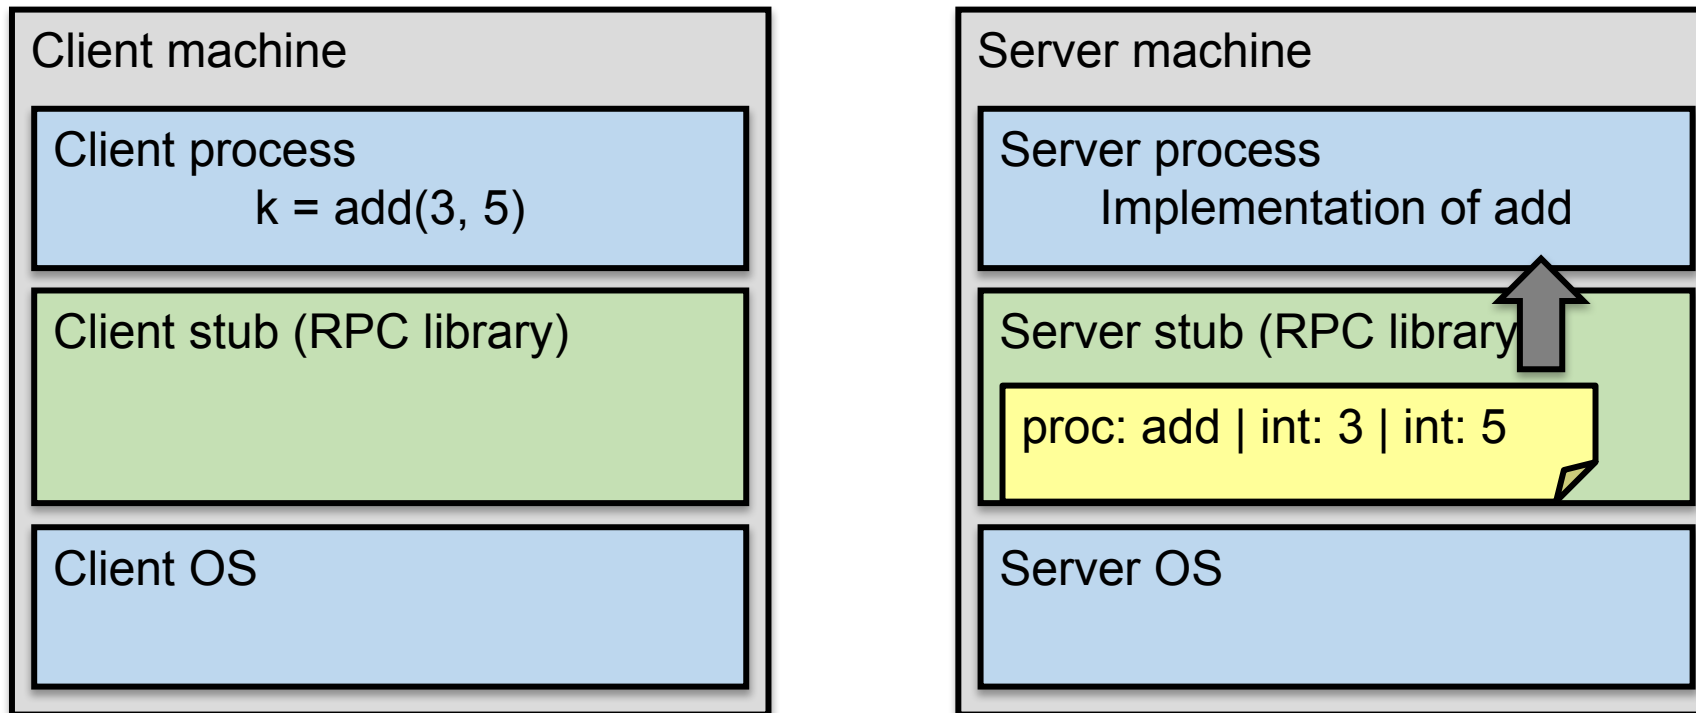 Client machine
Client process
k = add(3, 5)
Client stub (RPC library)
Client OS
Server machine
Server process
Implementation of add
Server stub (RPC library
proc: add | int: 3 | int: 5
Server OS